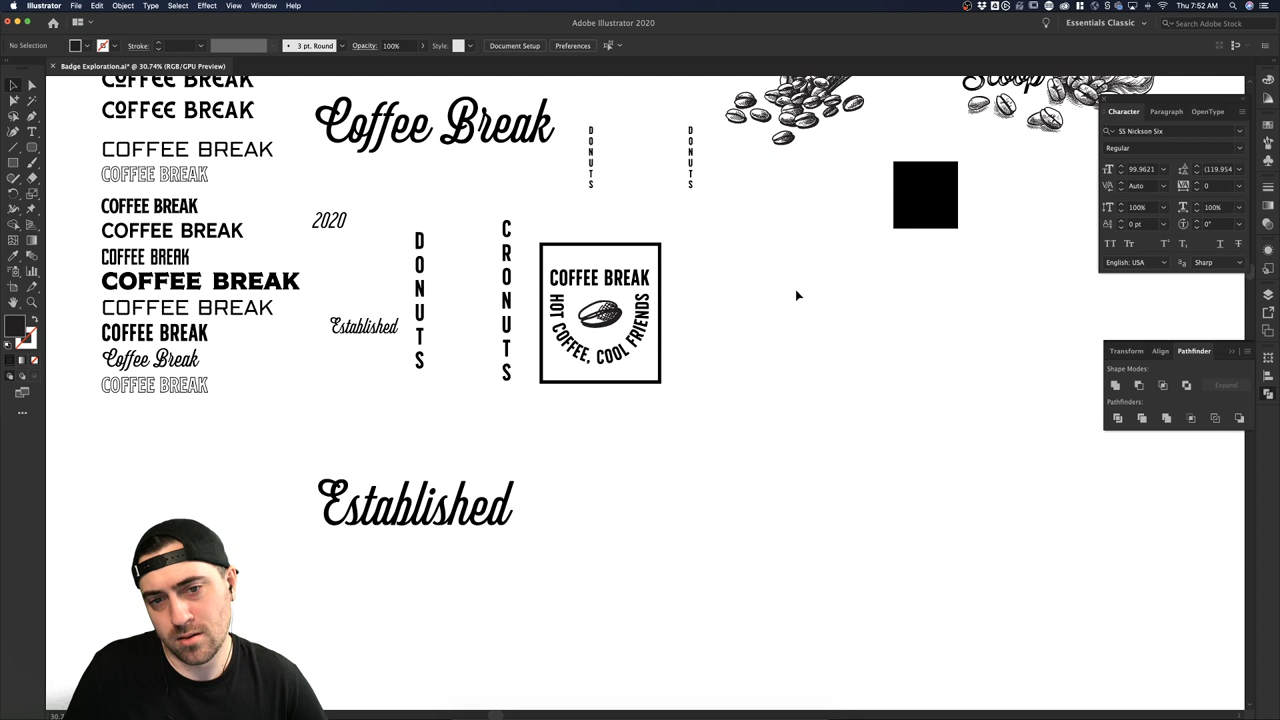 Illustrator File Edit Object Type Select Effect View Window Help
Thu 7:52 AM
Adobe Illustrator 2020
Essentials Classic
Search Adobe Stock
No Selection
Stroke:
3 pt. Round
Opacity: 100%
Style:
Document Setup
Preferences
× Badge Exploration.ai* @ 30.74% (RGB/GPU Preview)
COFFEE BREAK
COFFEE BREAK
COFFEE BREAK
COFFEE BREAK
COFFEE BREAK
COFFEE BREAK
COFFEE BREAK
COFFEE BREAK
COFFEE BREAK
COFFEE BREAK
Coffee Break
COFFEE BREAK
Coffee Break
DONUTS
DONUTS
Scoop
2020
DONUTS
CRONUTS
Established
COFFEE BREAK
HOT COFFEE, COOL FRIENDS
Established
Character Paragraph OpenType
SS Nickson Six
Regular
99.9621
(119.954
Auto
0
100%
100%
0 pt
0°
English: USA
Sharp
Transform Align Pathfinder
Shape Modes:
Expand
Pathfinders: